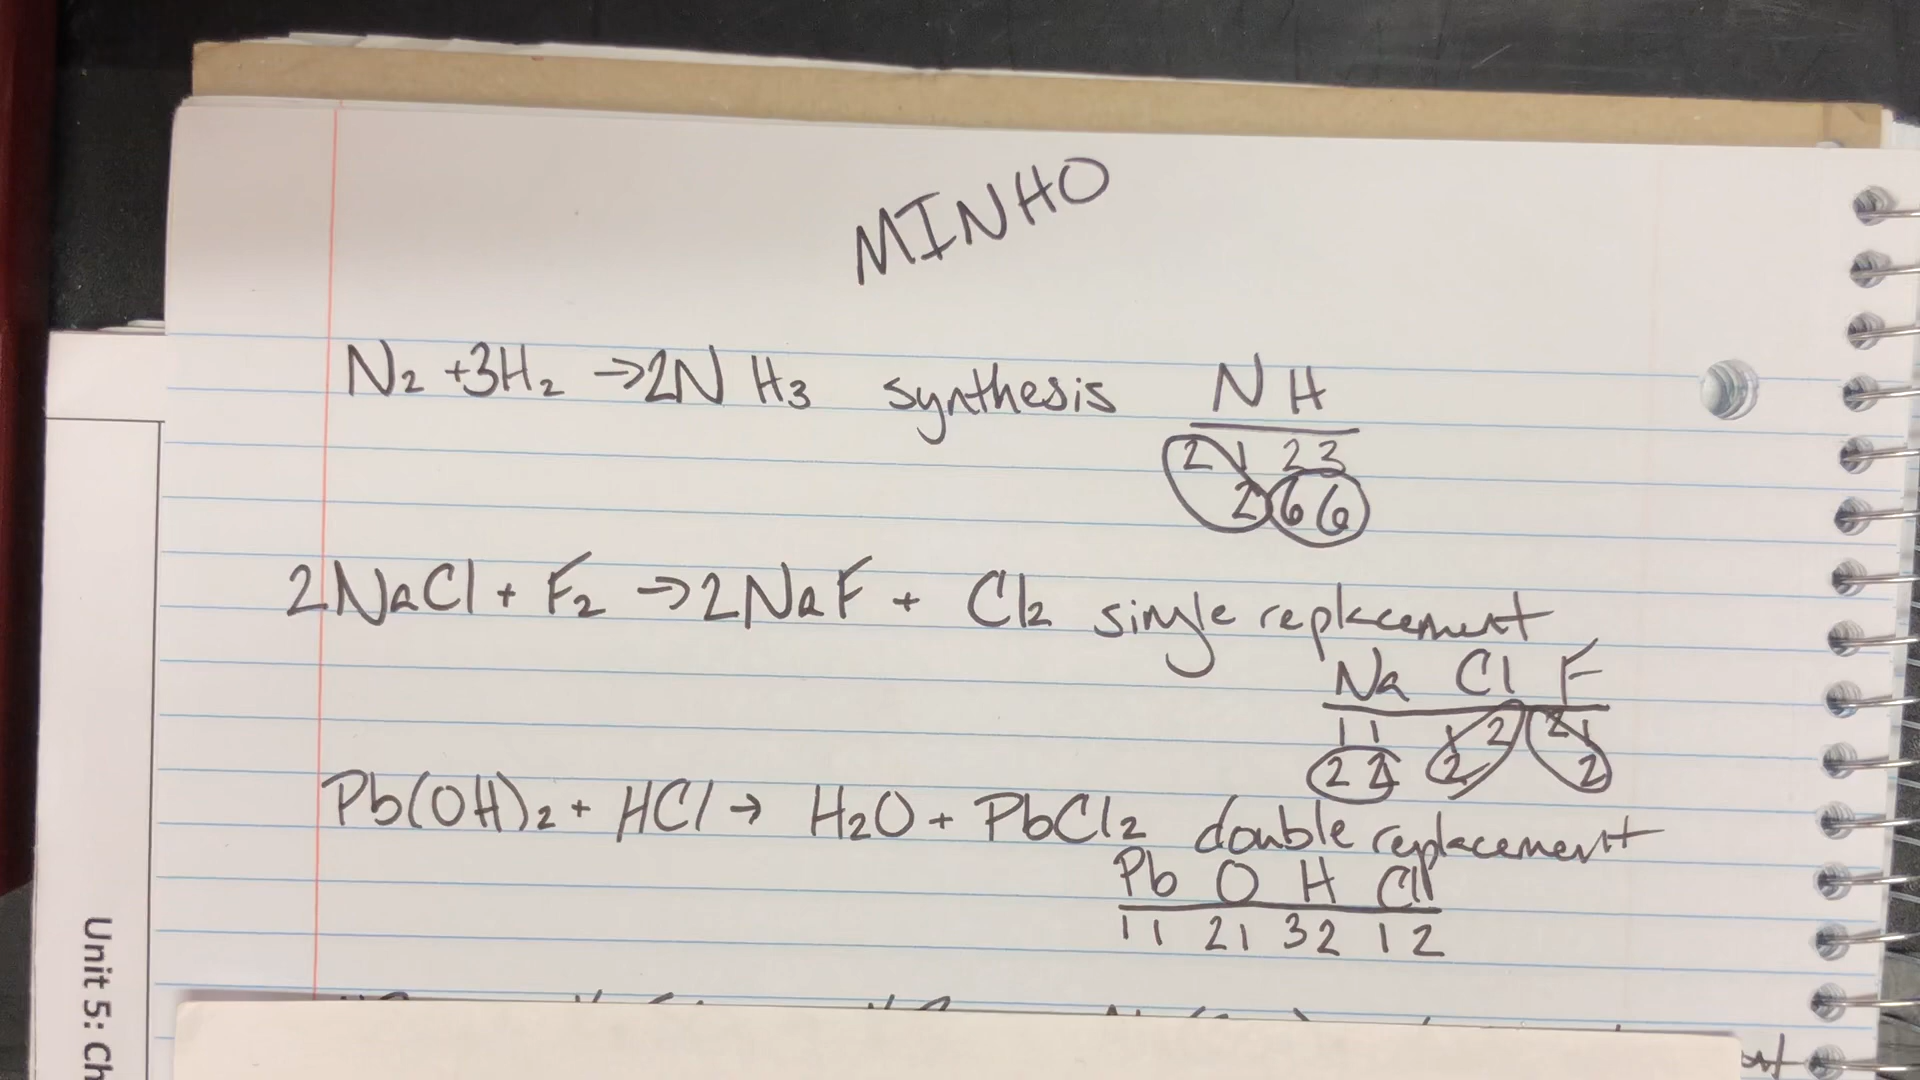 MINHO
N₂ + 3H₂ → 2NH₃ synthesis N H
2 1 2 3
2 6 6
2NaCl + F₂ → 2NaF + Cl₂ single replacement
Na Cl F
1 1 1 2 2 1
2 2 2 2
Pb(OH)₂ + HCl → H₂O + PbCl₂ double replacement
Pb O H Cl
1 1 2 1 3 2 1 2
Unit 5: Ch